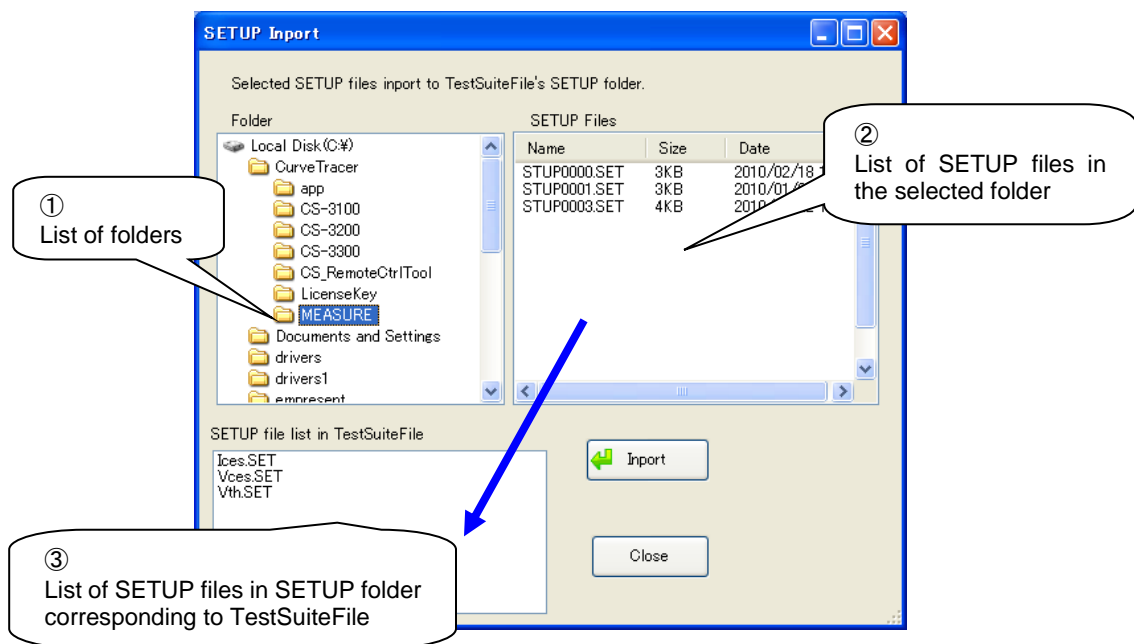 SETUP Inport
Selected SETUP files inport to TestSuiteFile's SETUP folder.
Folder
SETUP Files
Local Disk(C:¥)
CurveTracer
app
CS-3100
CS-3200
CS-3300
CS_RemoteCtrlTool
LicenseKey
MEASURE
Documents and Settings
drivers
drivers1
empresent
Name Size Date
STUP0000.SET 3KB 2010/02/18
STUP0001.SET 3KB 2010/01/
STUP0003.SET 4KB 2010
①
List of folders
②
List of SETUP files in
the selected folder
SETUP file list in TestSuiteFile
Ices.SET
Vces.SET
Vth.SET
Inport
Close
③
List of SETUP files in SETUP folder
corresponding to TestSuiteFile